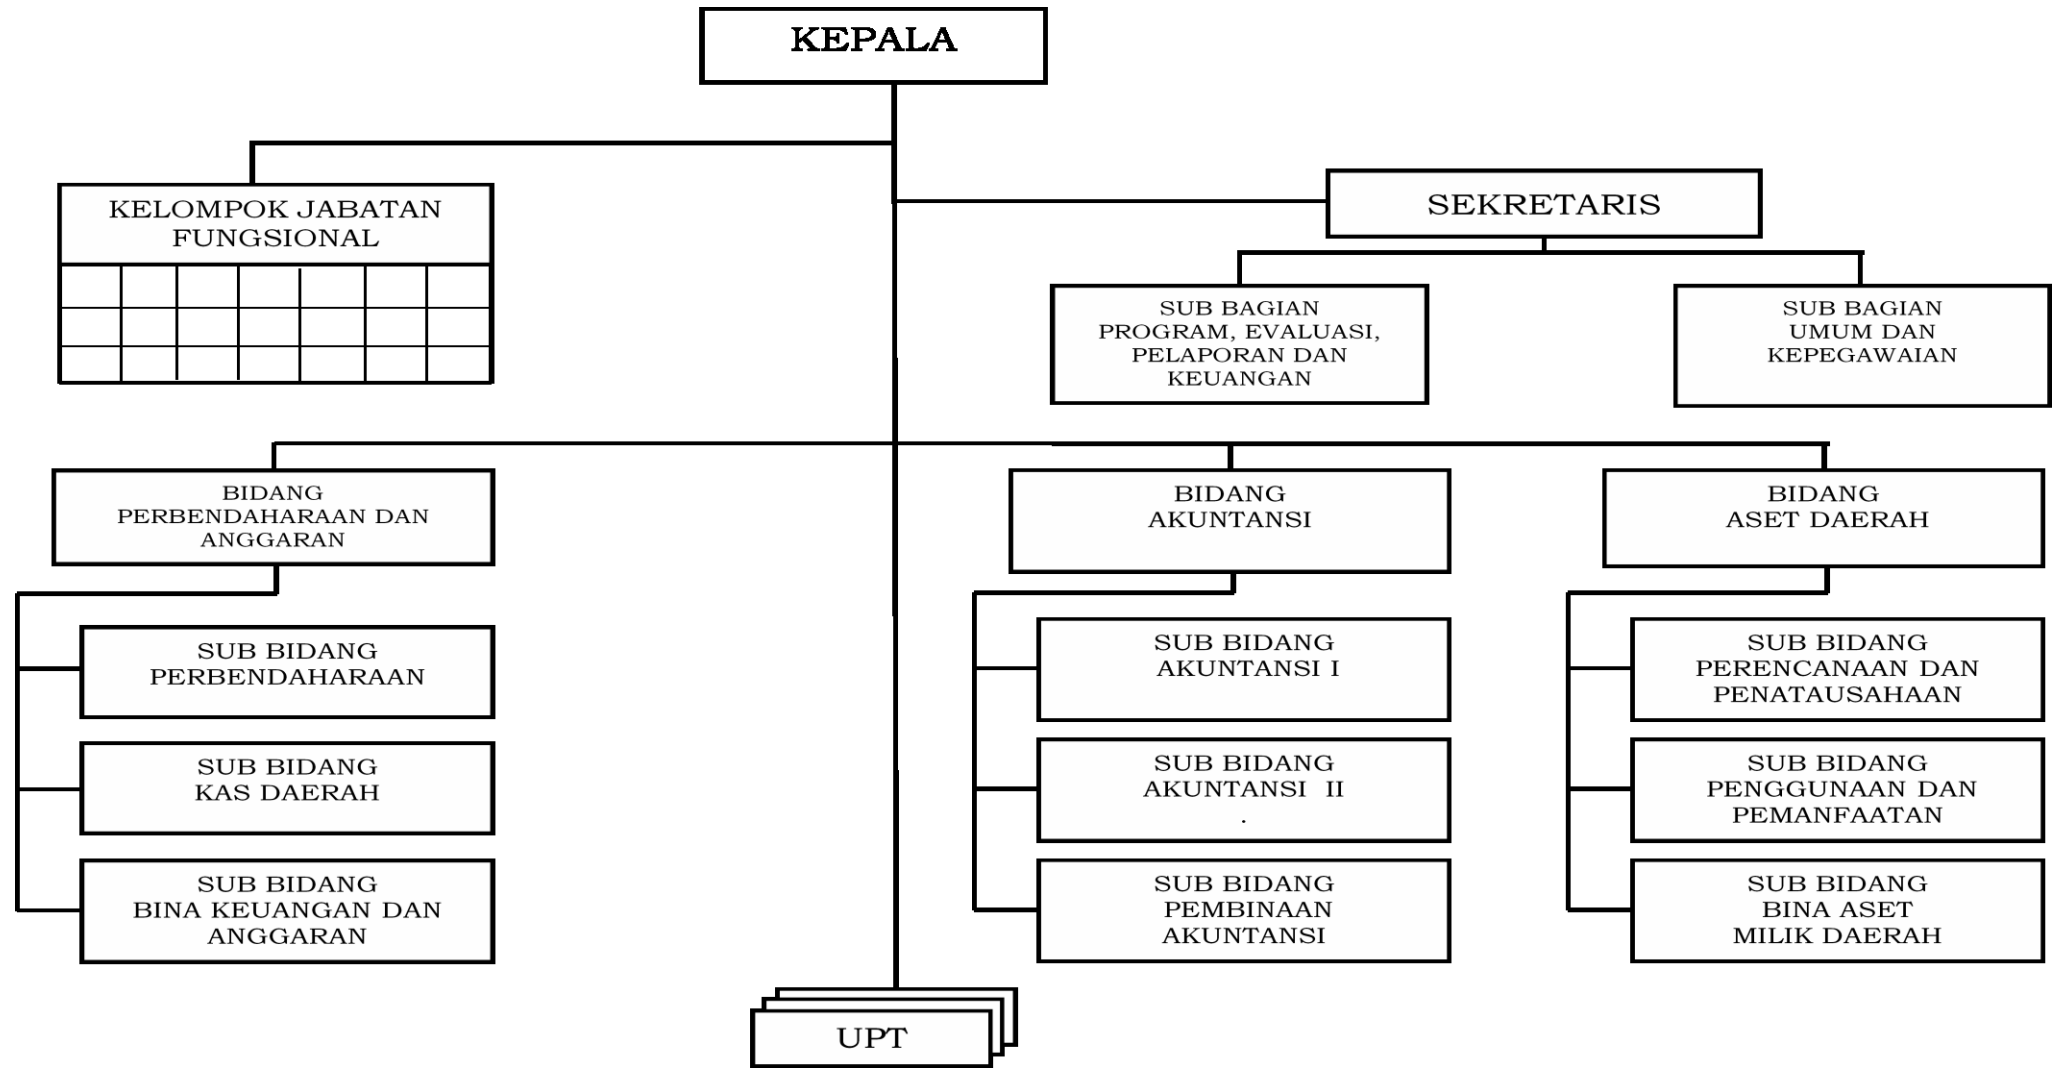 KEPALA
KELOMPOK JABATAN
FUNGSIONAL
SEKRETARIS
SUB BAGIAN
PROGRAM, EVALUASI,
PELAPORAN DAN
KEUANGAN
SUB BAGIAN
UMUM DAN
KEPEGAWAIAN
BIDANG
PERBENDAHARAAN DAN
ANGGARAN
BIDANG
AKUNTANSI
BIDANG
ASET DAERAH
SUB BIDANG
PERBENDAHARAAN
SUB BIDANG
KAS DAERAH
SUB BIDANG
BINA KEUANGAN DAN
ANGGARAN
SUB BIDANG
AKUNTANSI I
SUB BIDANG
AKUNTANSI  II
.
SUB BIDANG
PEMBINAAN
AKUNTANSI
SUB BIDANG
PERENCANAAN DAN
PENATAUSAHAAN
SUB BIDANG
PENGGUNAAN DAN
PEMANFAATAN
SUB BIDANG
BINA ASET
MILIK DAERAH
UPT